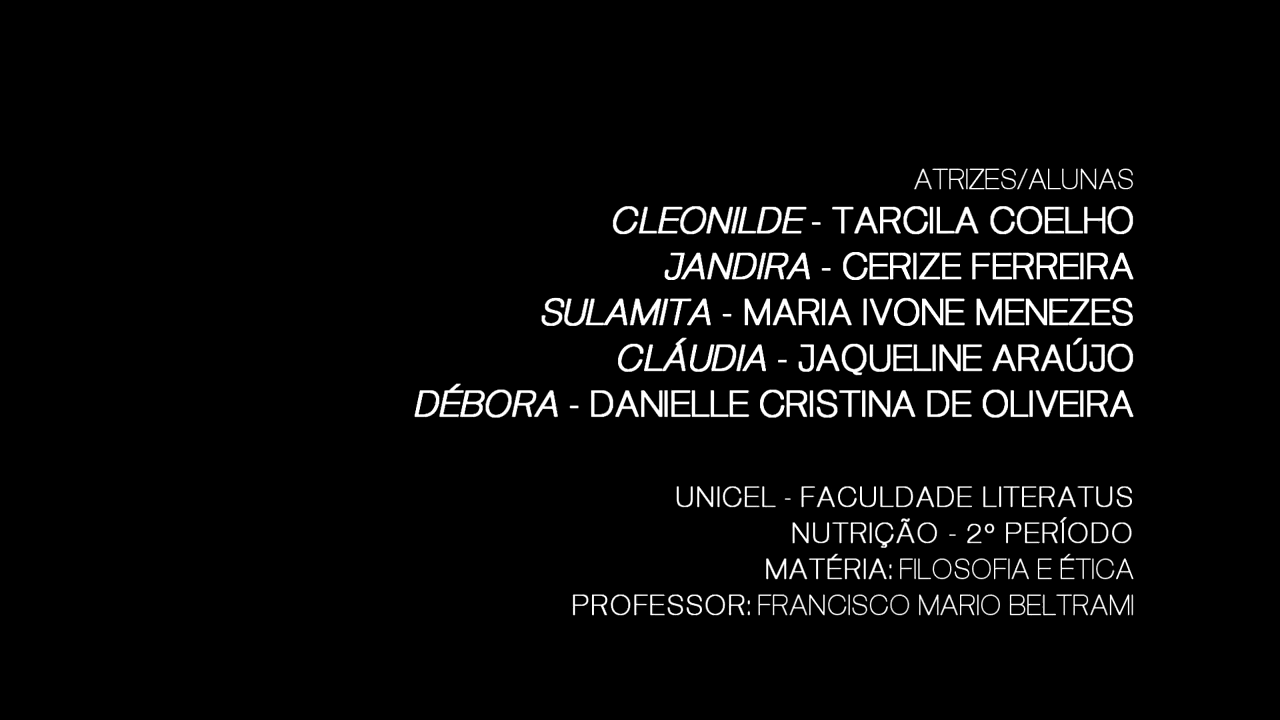 ATRIZES/ALUNAS
CLEONILDE - TARCILA COELHO
JANDIRA - CERIZE FERREIRA
SULAMITA - MARIA IVONE MENEZES
CLÁUDIA - JAQUELINE ARAÚJO
DÉBORA - DANIELLE CRISTINA DE OLIVEIRA
UNICEL - FACULDADE LITERATUS
NUTRIÇÃO - 2º PERÍODO
MATÉRIA: FILOSOFIA E ÉTICA
PROFESSOR: FRANCISCO MARIO BELTRAMI